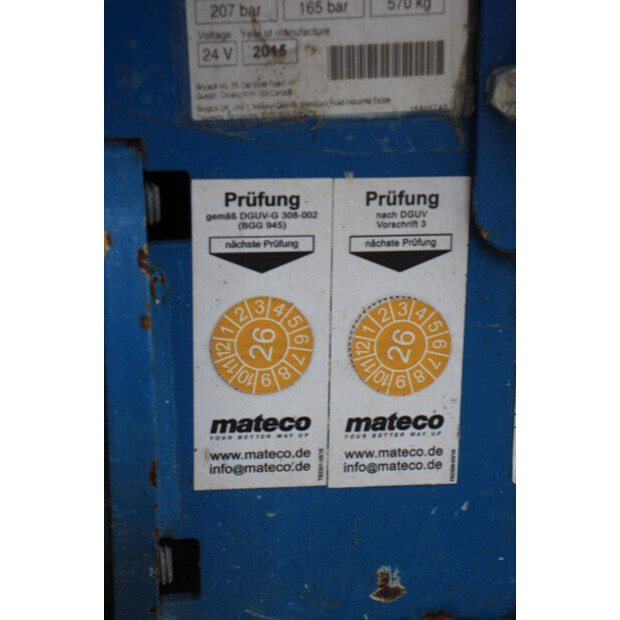 207 bar 165 bar 570 kg
Voltage Year of manufacture
24 V 2015
Prüfung
gemäß DGUV-G 308-002
(BGG 945)
nächste Prüfung
1 2 3 4 5 6 7 8 9 10 11 12
26
mateco
YOUR BETTER WAY UP
www.mateco.de
info@mateco.de
Prüfung
nach DGUV
Vorschrift 3
nächste Prüfung
1 2 3 4 5 6 7 8 9 10 11 12
26
mateco
YOUR BETTER WAY UP
www.mateco.de
info@mateco.de